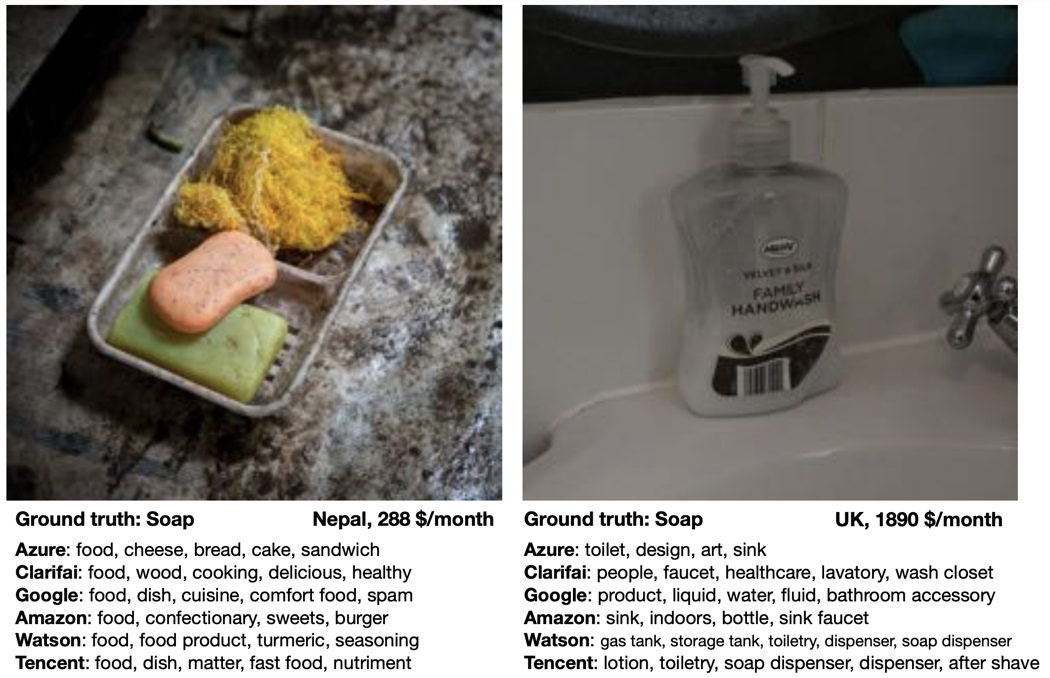 VELVET & SILK
FAMILY
HANDWASH
Ground truth: Soap Nepal, 288 $/month
Azure: food, cheese, bread, cake, sandwich
Clarifai: food, wood, cooking, delicious, healthy
Google: food, dish, cuisine, comfort food, spam
Amazon: food, confectionary, sweets, burger
Watson: food, food product, turmeric, seasoning
Tencent: food, dish, matter, fast food, nutriment
Ground truth: Soap UK, 1890 $/month
Azure: toilet, design, art, sink
Clarifai: people, faucet, healthcare, lavatory, wash closet
Google: product, liquid, water, fluid, bathroom accessory
Amazon: sink, indoors, bottle, sink faucet
Watson: gas tank, storage tank, toiletry, dispenser, soap dispenser
Tencent: lotion, toiletry, soap dispenser, dispenser, after shave